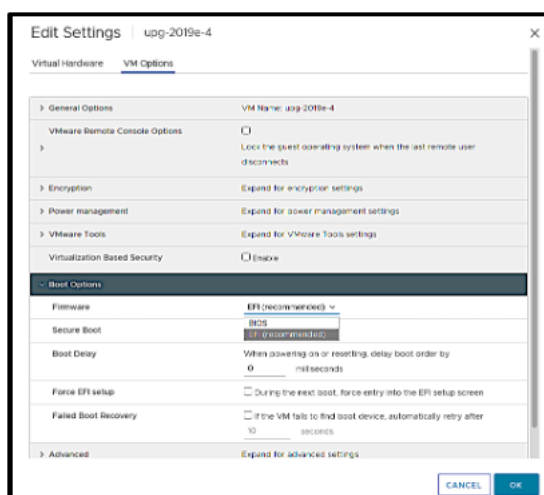 Edit Settings | upg-2019e-4
Virtual Hardware VM Options
General Options VM Name: upg-2019e-4
VMware Remote Console Options
Lock the guest operating system when the last remote user
disconnects
Encryption Expand for encryption settings
Power management Expand for power management settings
VMware Tools Expand for VMware Tools settings
Virtualization Based Security Enable
Boot Options
Firmware EFI (recommended)
BIOS
EFI (recommended)
Secure Boot
Boot Delay When powering on or resetting, delay boot order by
0 milliseconds
Force EFI setup During the next boot, force entry into the EFI setup screen
Failed Boot Recovery If the VM fails to find boot device, automatically retry after
10 seconds
Advanced Expand for advanced settings
CANCEL OK